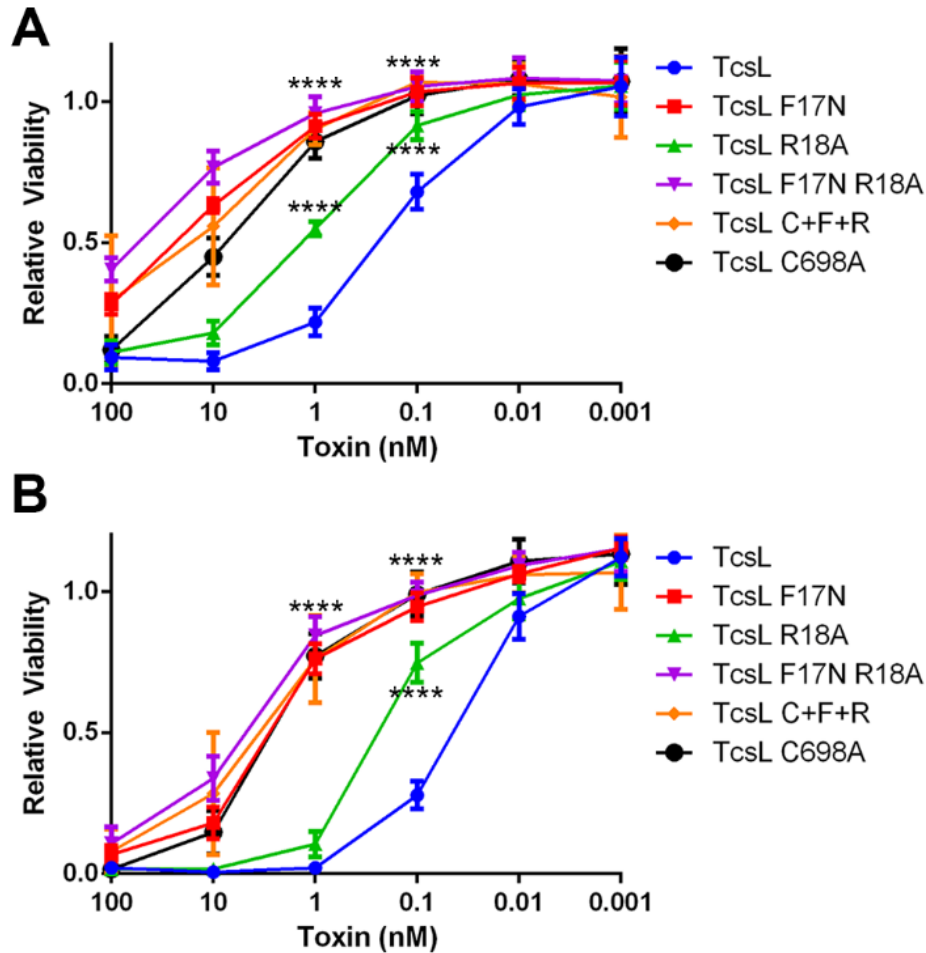 A
****
****
TcsL
1.0
TcsL F17N
****
TcsL R18A
****
TcsL F17N R18A
Relative Viability
0.5
TcsL C+F+R
TcsL C698A
0.0
100 10 1 0.1 0.01 0.001
Toxin (nM)
B
****
TcsL
1.0
****
TcsL F17N
TcsL R18A
****
TcsL F17N R18A
Relative Viability
0.5
TcsL C+F+R
TcsL C698A
0.0
100 10 1 0.1 0.01 0.001
Toxin (nM)